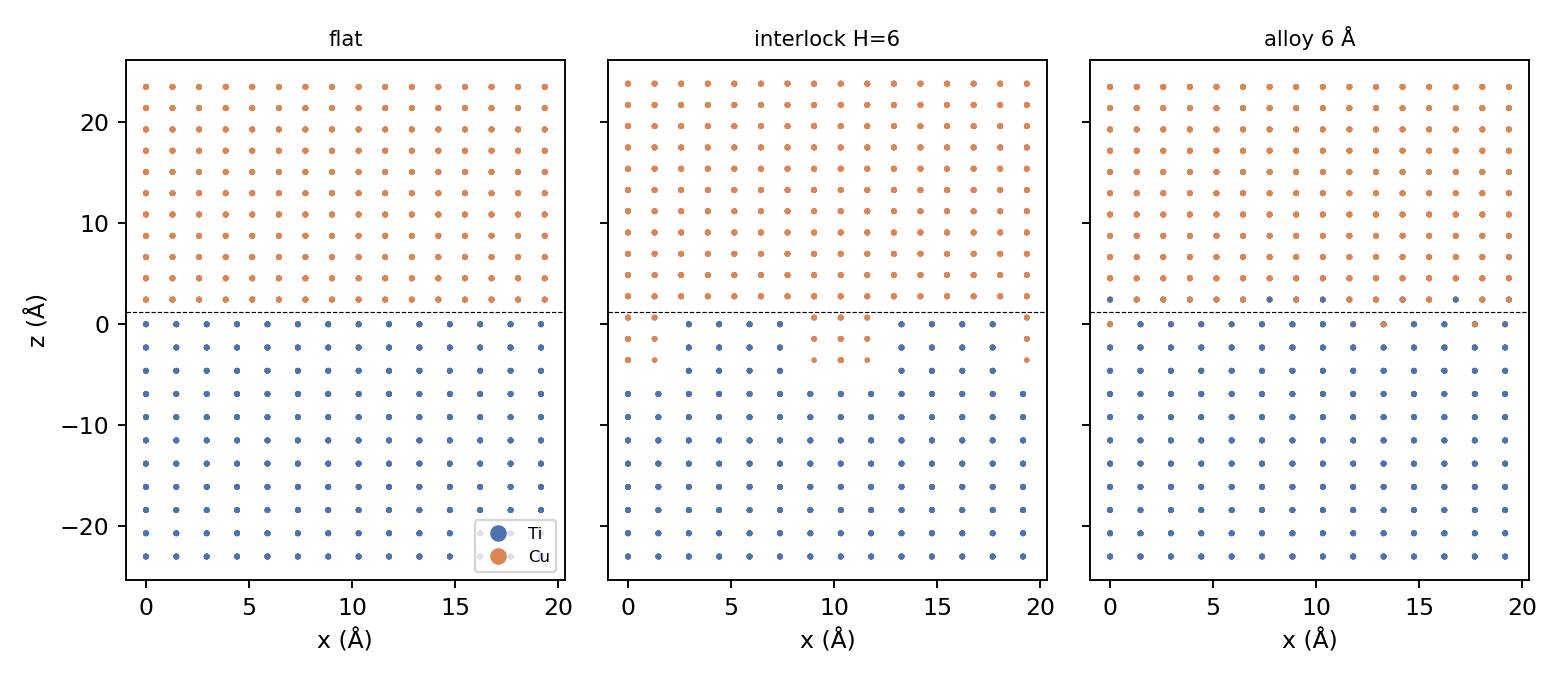 flat
interlock H=6
alloy 6 Å
z (Å)
20
10
0
−10
−20
Ti
Cu
0 5 10 15 20
0 5 10 15 20
0 5 10 15 20
x (Å)
x (Å)
x (Å)